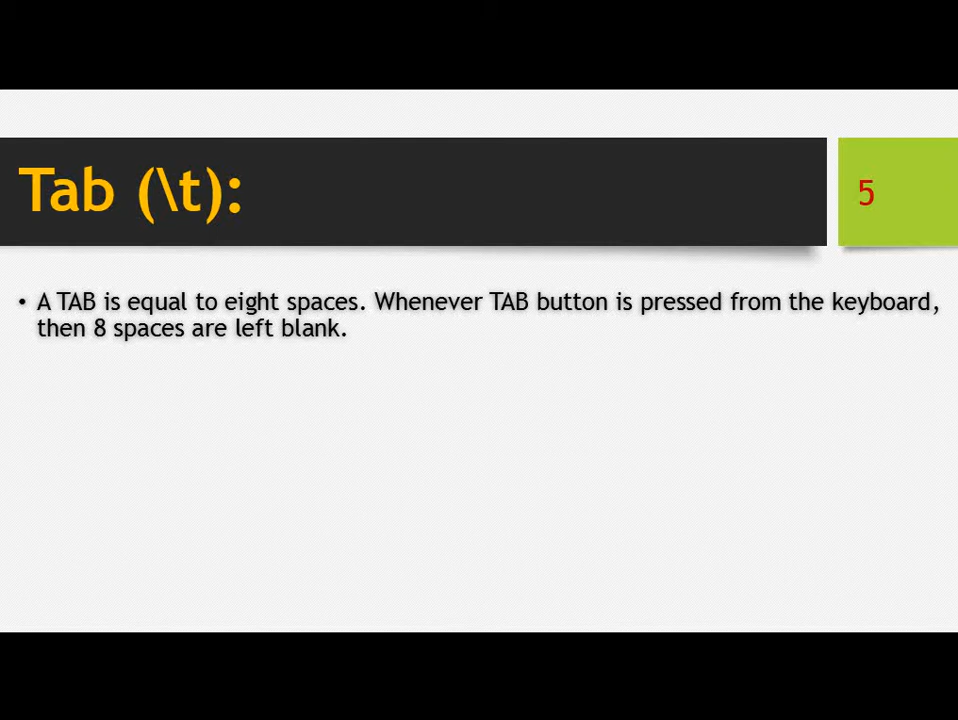 Tab (\t):
5
• A TAB is equal to eight spaces. Whenever TAB button is pressed from the keyboard,
then 8 spaces are left blank.